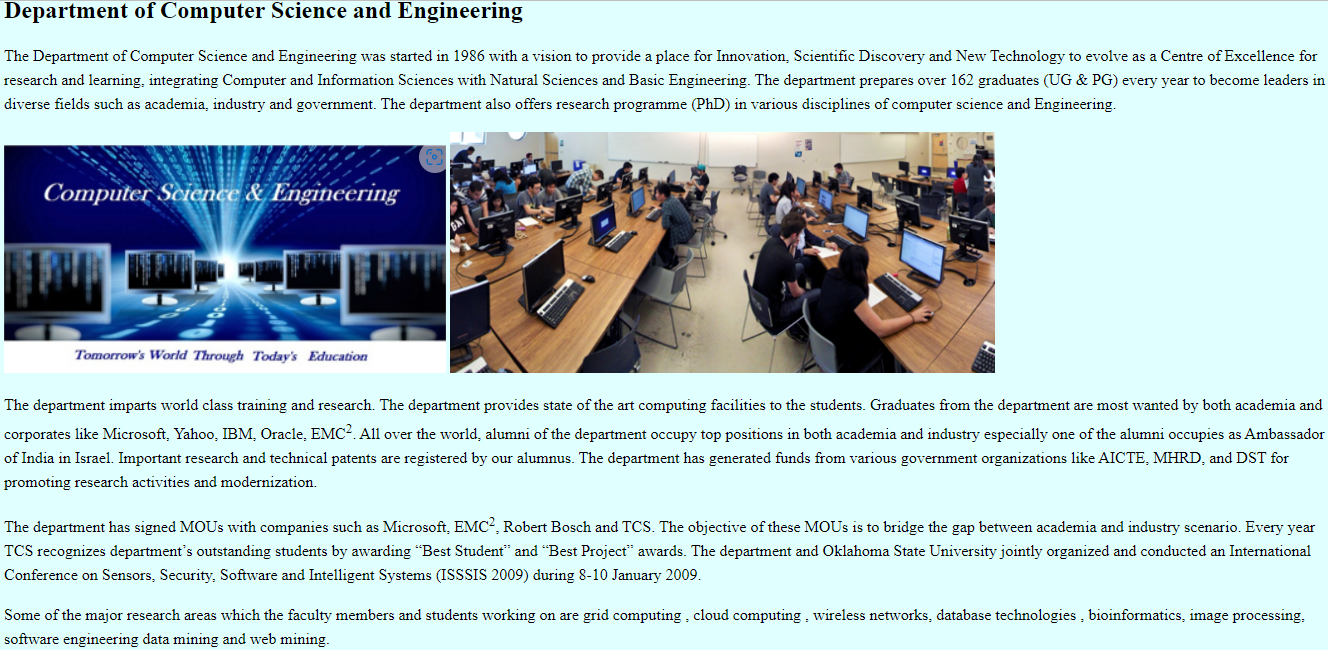 Department of Computer Science and Engineering
The Department of Computer Science and Engineering was started in 1986 with a vision to provide a place for Innovation, Scientific Discovery and New Technology to evolve as a Centre of Excellence for
research and learning, integrating Computer and Information Sciences with Natural Sciences and Basic Engineering. The department prepares over 162 graduates (UG & PG) every year to become leaders in
diverse fields such as academia, industry and government. The department also offers research programme (PhD) in various disciplines of computer science and Engineering.
Computer Science & Engineering
Tomorrow's World Through Today's Education
The department imparts world class training and research. The department provides state of the art computing facilities to the students. Graduates from the department are most wanted by both academia and
corporates like Microsoft, Yahoo, IBM, Oracle, EMC². All over the world, alumni of the department occupy top positions in both academia and industry especially one of the alumni occupies as Ambassador
of India in Israel. Important research and technical patents are registered by our alumnus. The department has generated funds from various government organizations like AICTE, MHRD, and DST for
promoting research activities and modernization.
The department has signed MOUs with companies such as Microsoft, EMC², Robert Bosch and TCS. The objective of these MOUs is to bridge the gap between academia and industry scenario. Every year
TCS recognizes department’s outstanding students by awarding “Best Student” and “Best Project” awards. The department and Oklahoma State University jointly organized and conducted an International
Conference on Sensors, Security, Software and Intelligent Systems (ISSSIS 2009) during 8-10 January 2009.
Some of the major research areas which the faculty members and students working on are grid computing , cloud computing , wireless networks, database technologies , bioinformatics, image processing,
software engineering data mining and web mining.